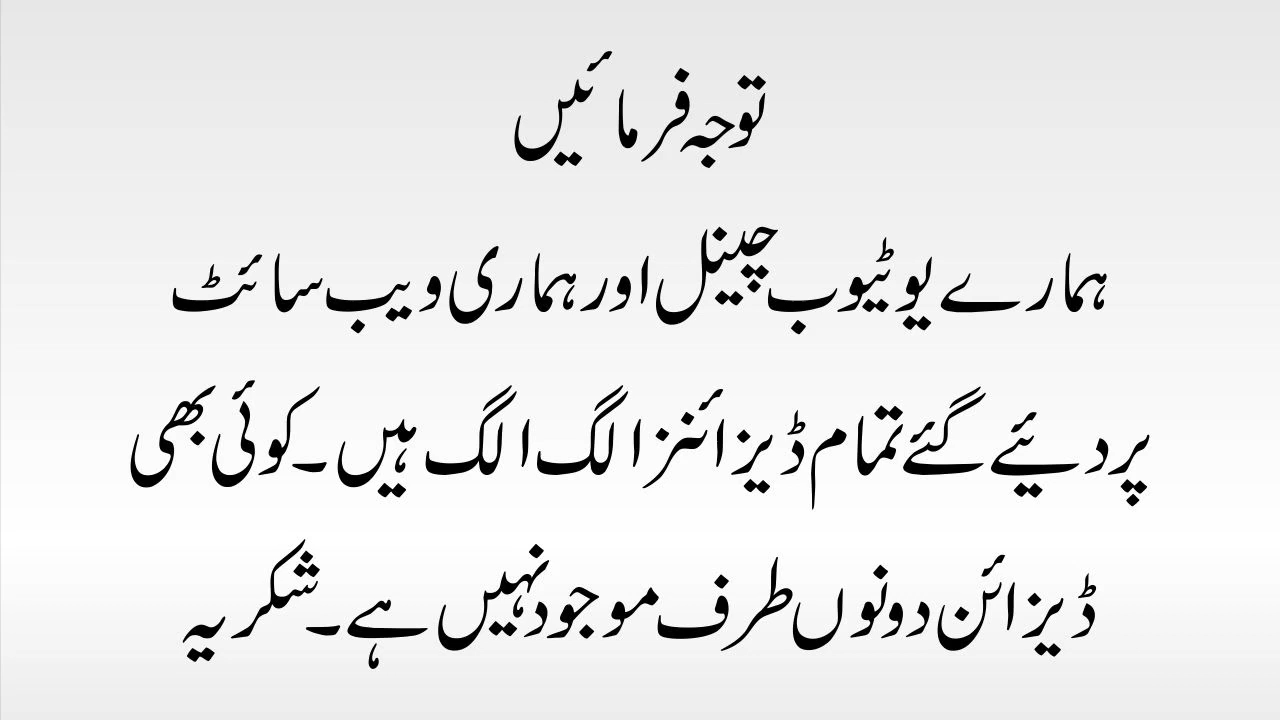 توجہ فرمائیں
ہمارے یوٹیوب چینل اور ہماری ویب سائٹ
پر دئیے گئے تمام ڈیزائنز الگ الگ ہیں۔ کوئی بھی
ڈیزائن دونوں طرف موجود نہیں ہے۔ شکریہ